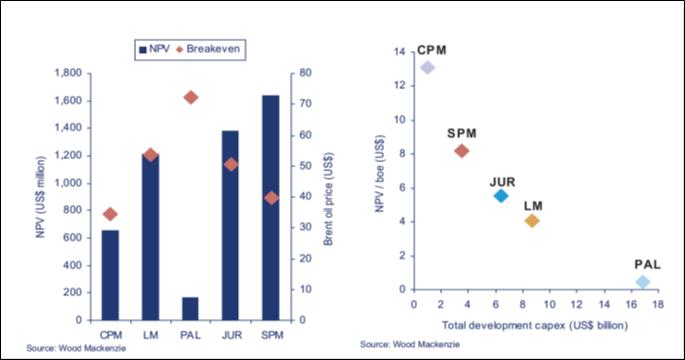 NPV Breakeven
NPV (US$ million)
1,800
1,600
1,400
1,200
1,000
800
600
400
200
0
80
70
60
50
40
30
20
10
0
Brent oil price (US$)
CPM LM PAL JUR SPM
Source: Wood Mackenzie
NPV / boe (US$)
14
12
10
8
6
4
2
0
CPM
SPM
JUR
LM
PAL
0 2 4 6 8 10 12 14 16 18
Total development capex (US$ billion)
Source: Wood Mackenzie